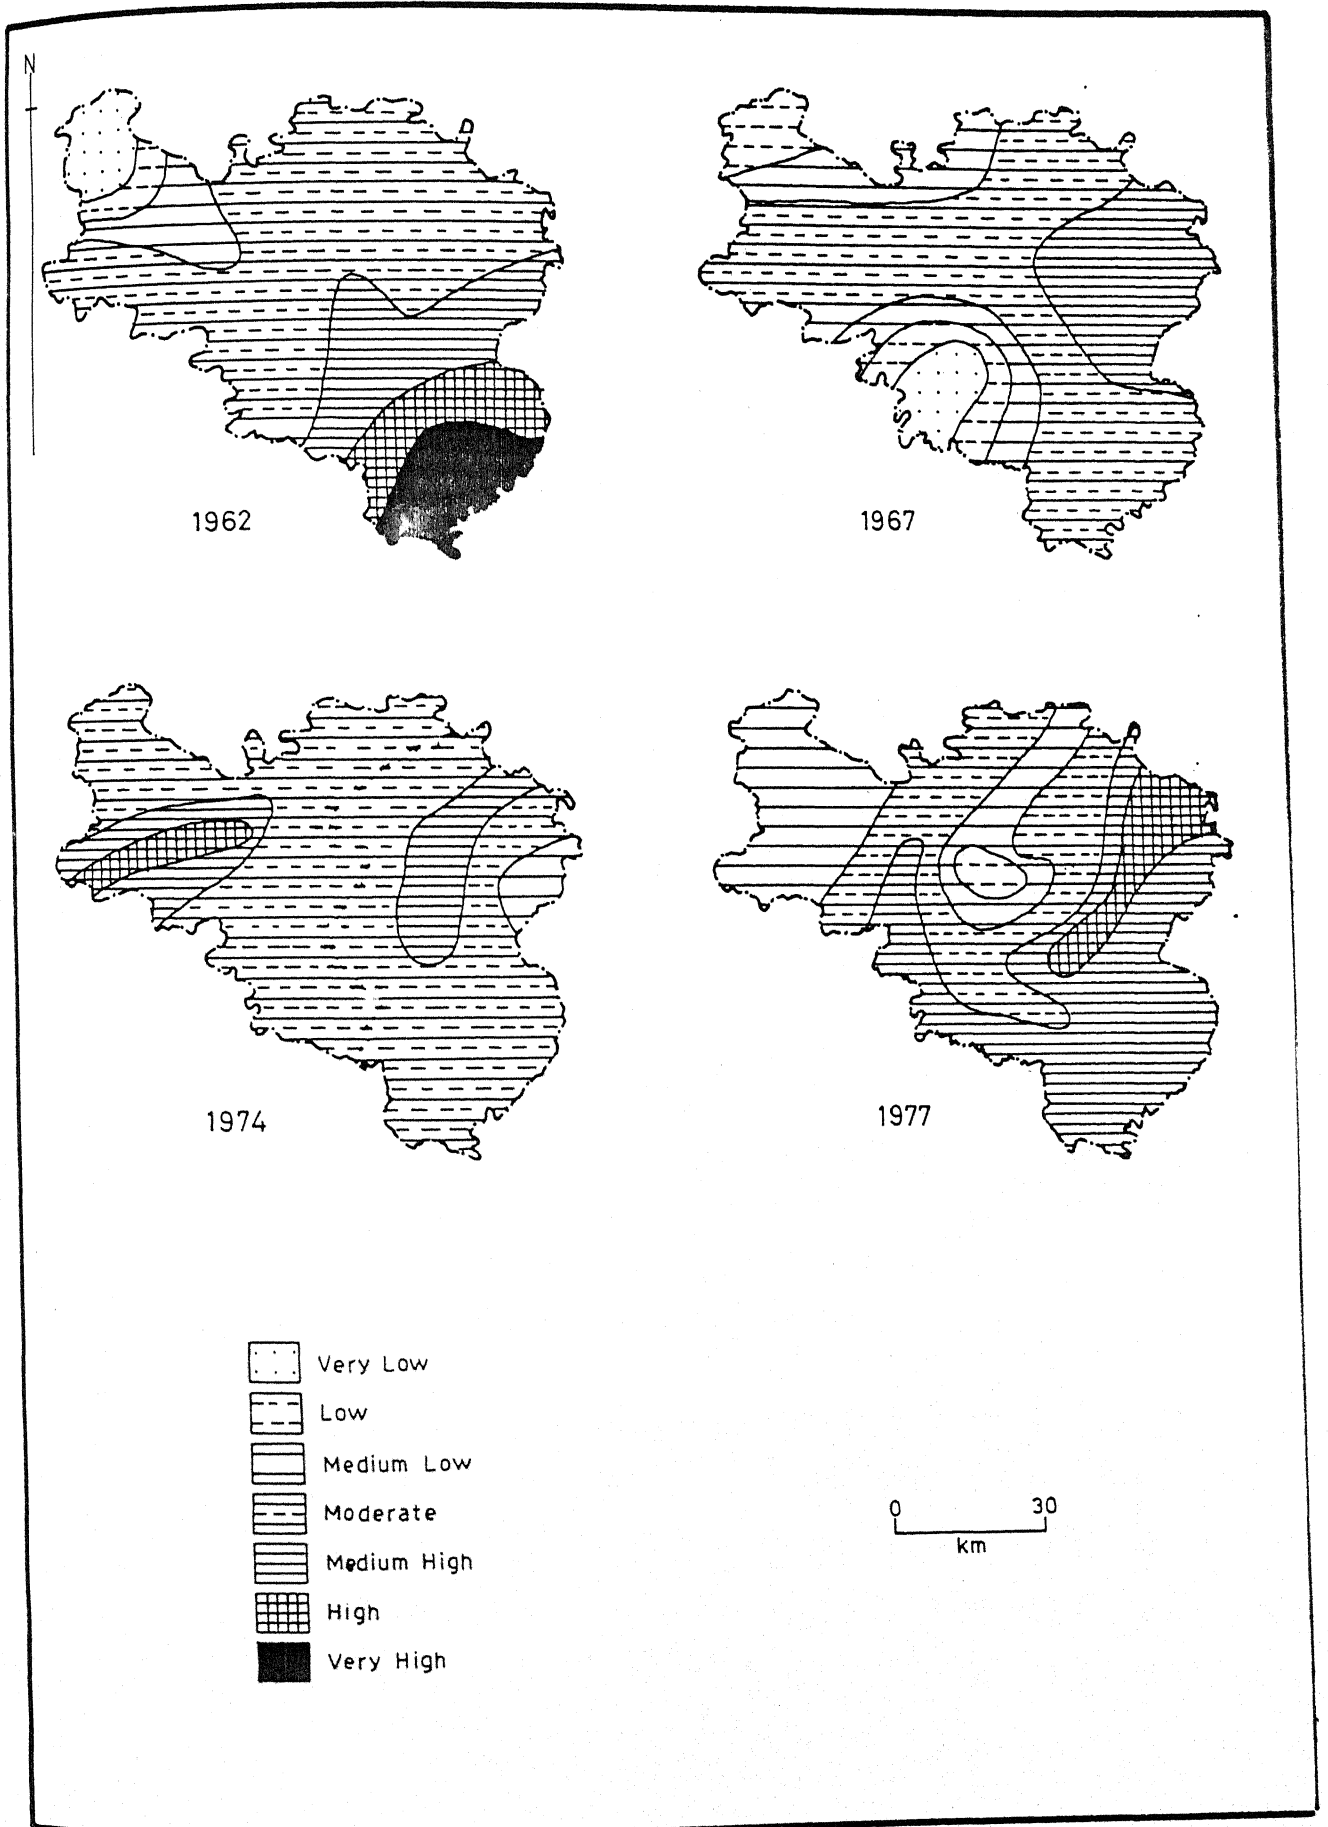 N
1962
1967
1974
1977
Very Low
Low
Medium Low
Moderate
Medium High
High
Very High
0 30
km